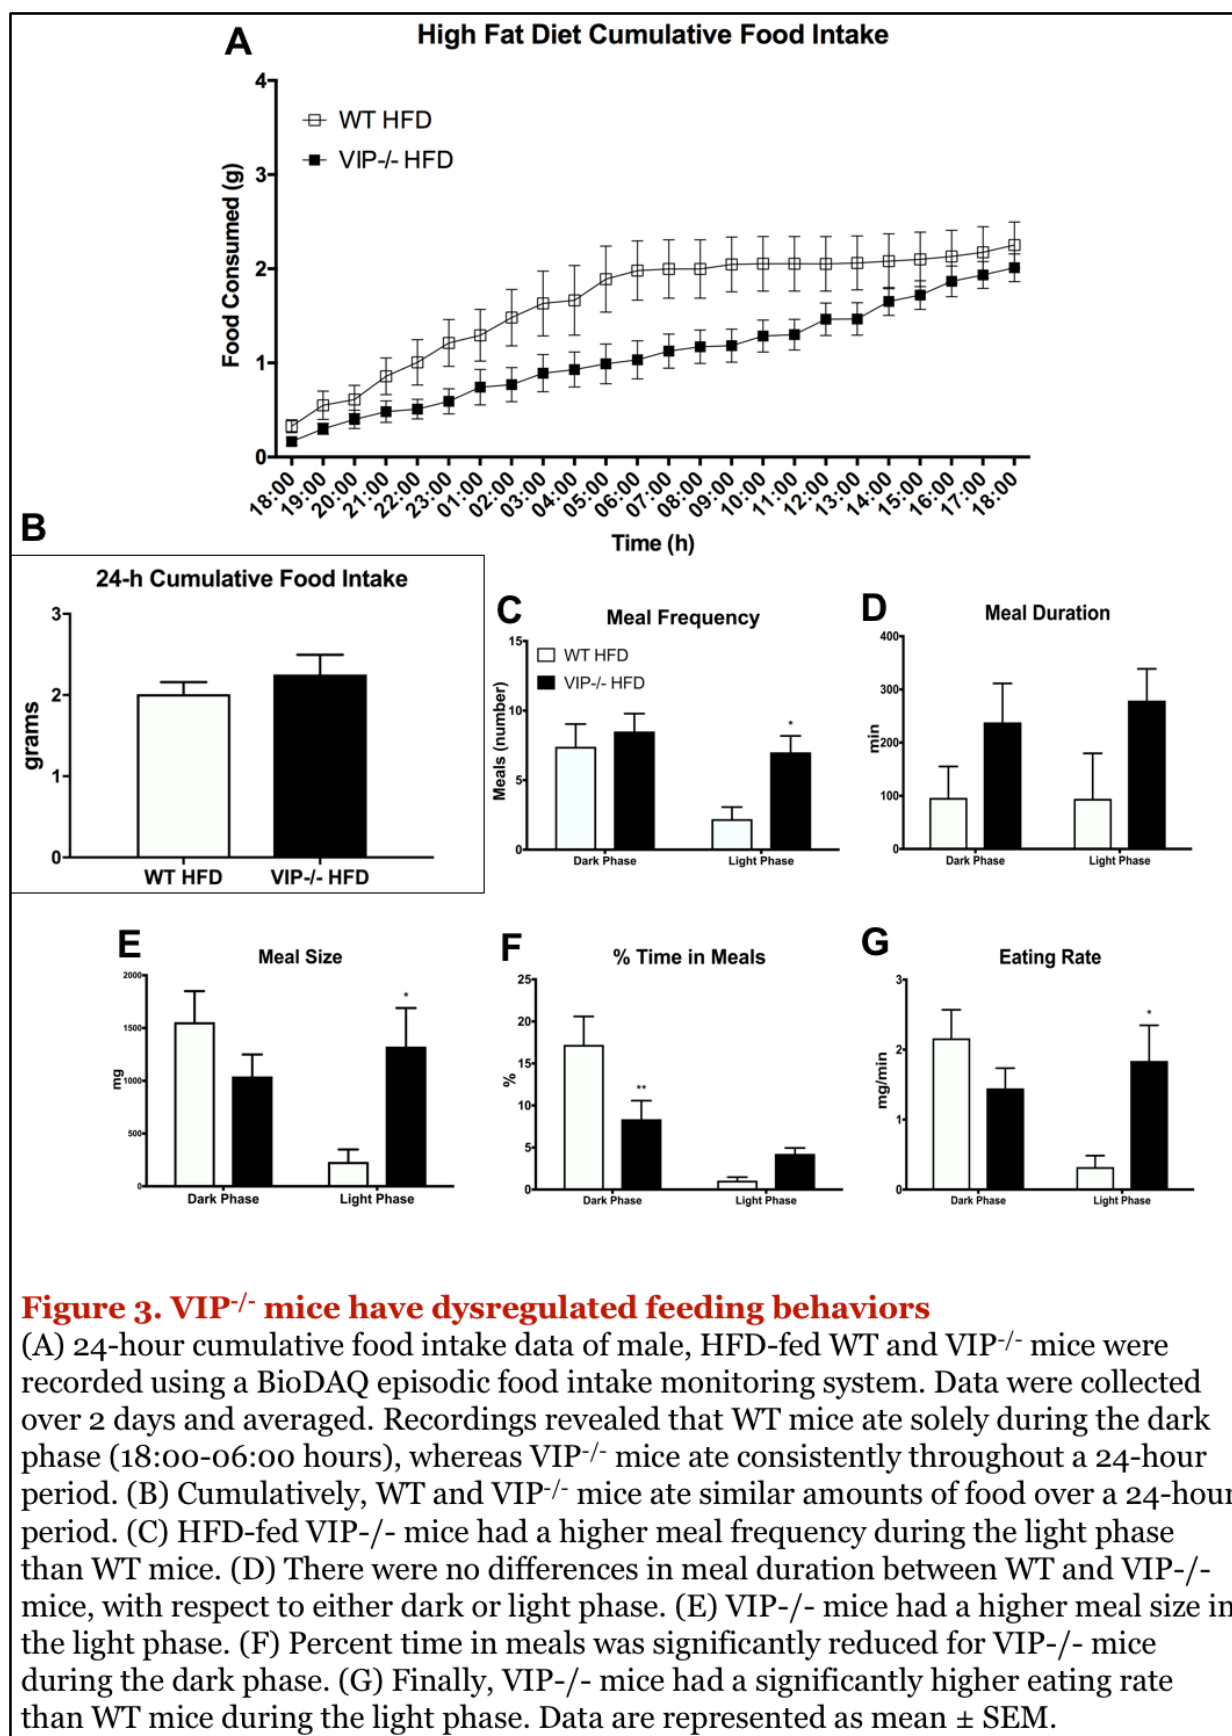 A
High Fat Diet Cumulative Food Intake
4
3
2
1
0
Food Consumed (g)
WT HFD
VIP-/- HFD
18:00
19:00
20:00
21:00
22:00
23:00
01:00
02:00
03:00
04:00
05:00
06:00
07:00
08:00
09:00
10:00
11:00
12:00
13:00
14:00
15:00
16:00
17:00
18:00
Time (h)
B
24-h Cumulative Food Intake
3
2
1
0
grams
WT HFD
VIP-/- HFD
C
Meal Frequency
15
10
5
0
Meals (number)
WT HFD
VIP-/- HFD
*
Dark Phase
Light Phase
D
Meal Duration
400
300
200
100
0
min
Dark Phase
Light Phase
E
Meal Size
2000
1500
1000
500
0
mg
*
Dark Phase
Light Phase
F
% Time in Meals
25
20
15
10
5
0
%
**
Dark Phase
Light Phase
G
Eating Rate
3
2
1
0
mg/min
*
Dark Phase
Light Phase
Figure 3. VIP-/- mice have dysregulated feeding behaviors
(A) 24-hour cumulative food intake data of male, HFD-fed WT and VIP-/- mice were
recorded using a BioDAQ episodic food intake monitoring system. Data were collected
over 2 days and averaged. Recordings revealed that WT mice ate solely during the dark
phase (18:00-06:00 hours), whereas VIP-/- mice ate consistently throughout a 24-hour
period. (B) Cumulatively, WT and VIP-/- mice ate similar amounts of food over a 24-hour
period. (C) HFD-fed VIP-/- mice had a higher meal frequency during the light phase
than WT mice. (D) There were no differences in meal duration between WT and VIP-/-
mice, with respect to either dark or light phase. (E) VIP-/- mice had a higher meal size in
the light phase. (F) Percent time in meals was significantly reduced for VIP-/- mice
during the dark phase. (G) Finally, VIP-/- mice had a significantly higher eating rate
than WT mice during the light phase. Data are represented as mean ± SEM.